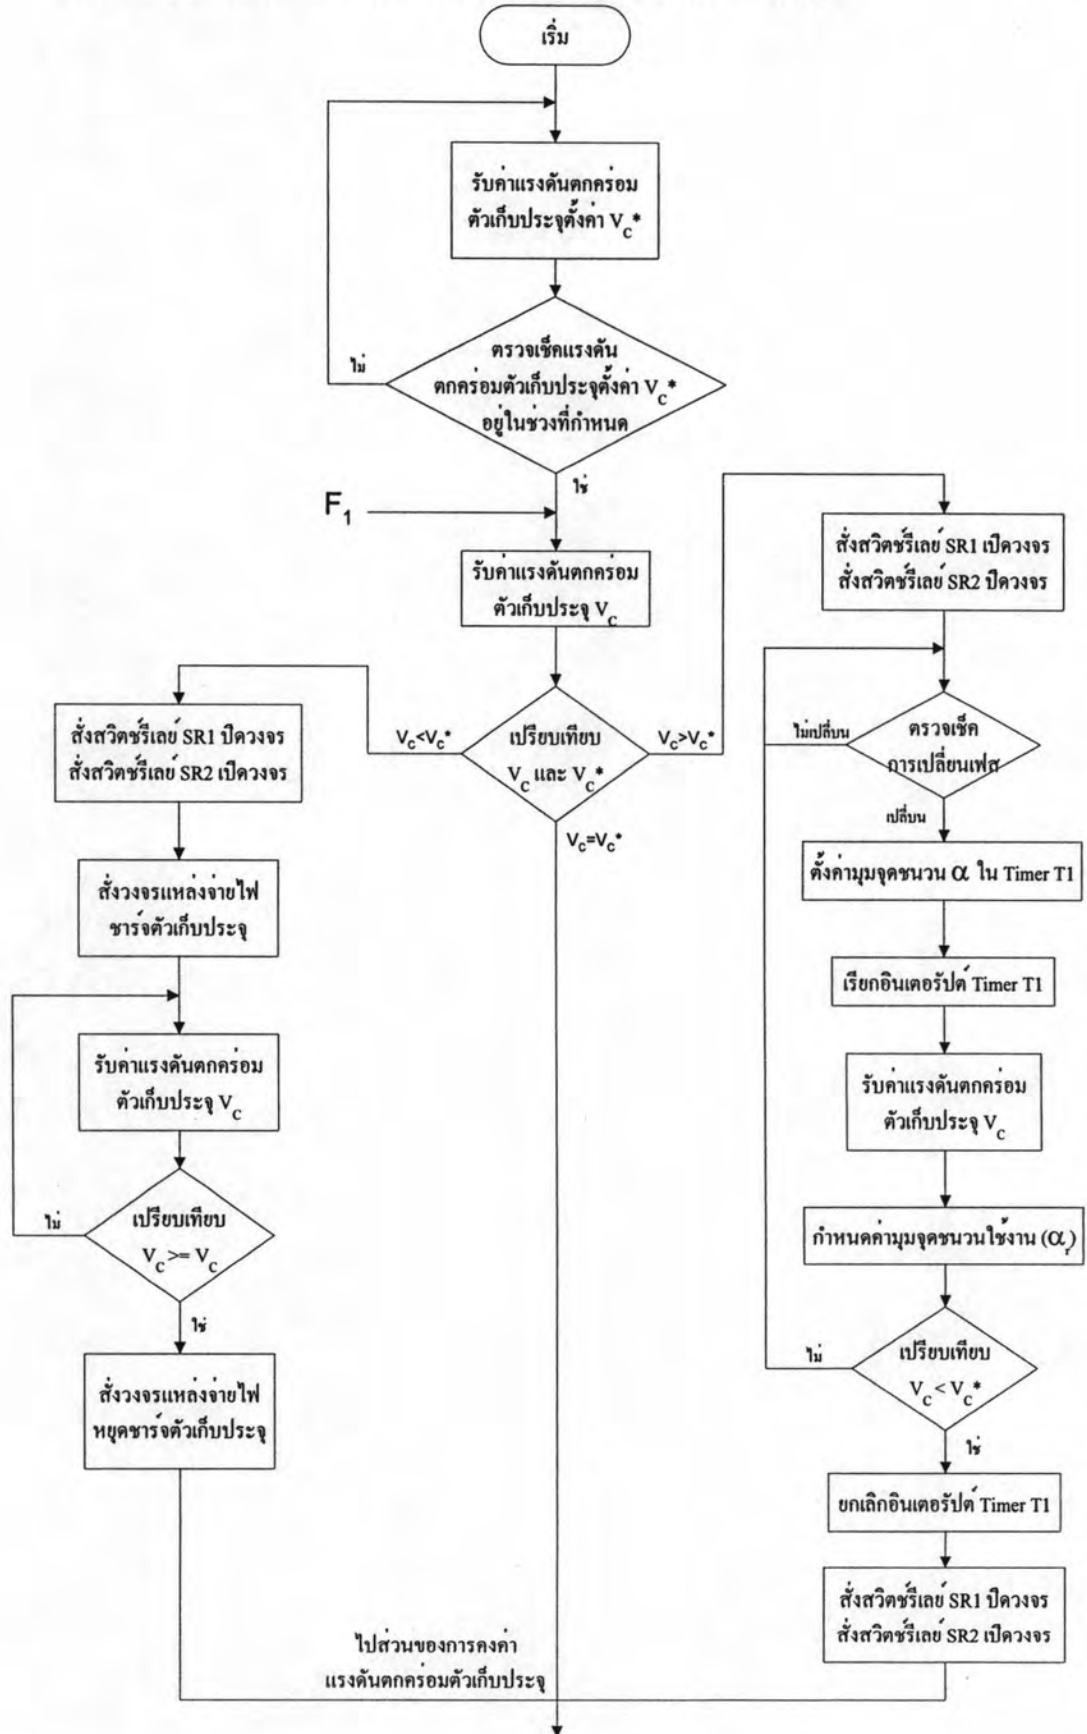 เริ่ม
รับค่าแรงดันตกคร่อม
ตัวเก็บประจุตั้งค่า V_C*
ตรวจเช็คแรงดัน
ตกคร่อมตัวเก็บประจุตั้งค่า V_C*
อยู่ในช่วงที่กำหนด
ไม่
ใช่
F₁
รับค่าแรงดันตกคร่อม
ตัวเก็บประจุ V_C
เปรียบเทียบ
V_C และ V_C*
V_C<V_C*
V_C>V_C*
V_C=V_C*
สั่งสวิตช์รีเลย์ SR1 ปิดวงจร
สั่งสวิตช์รีเลย์ SR2 เปิดวงจร
สั่งวงจรแหล่งจ่ายไฟ
ชาร์จตัวเก็บประจุ
รับค่าแรงดันตกคร่อม
ตัวเก็บประจุ V_C
เปรียบเทียบ
V_C >= V_C
ไม่
ใช่
สั่งวงจรแหล่งจ่ายไฟ
หยุดชาร์จตัวเก็บประจุ
สั่งสวิตช์รีเลย์ SR1 เปิดวงจร
สั่งสวิตช์รีเลย์ SR2 ปิดวงจร
ตรวจเช็ค
การเปลี่ยนเฟส
ไม่เปลี่ยน
เปลี่ยน
ตั้งค่ามุมจุดชนวน α ใน Timer T1
เรียกอินเตอรัปต์ Timer T1
รับค่าแรงดันตกคร่อม
ตัวเก็บประจุ V_C
กำหนดค่ามุมจุดชนวนใช้งาน (α_r)
เปรียบเทียบ
V_C < V_C*
ไม่
ใช่
ยกเลิกอินเตอรัปต์ Timer T1
สั่งสวิตช์รีเลย์ SR1 ปิดวงจร
สั่งสวิตช์รีเลย์ SR2 เปิดวงจร
ไปส่วนของการคงค่า
แรงดันตกคร่อมตัวเก็บประจุ